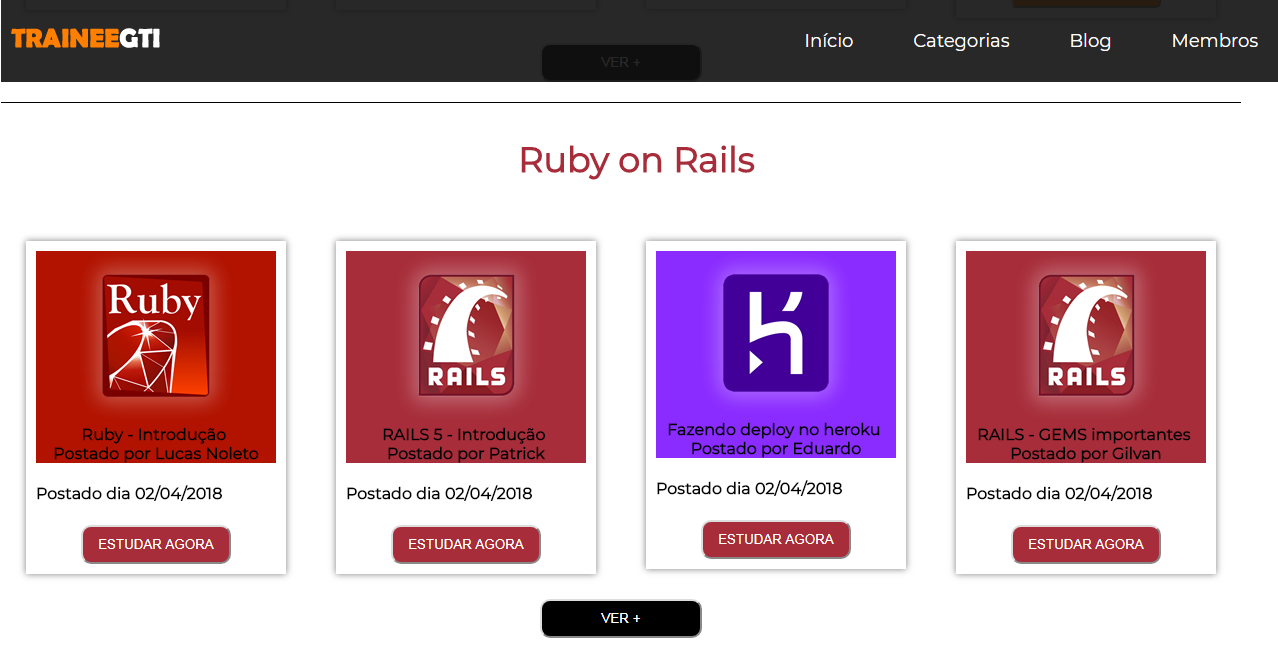 TRAINEEGTI
Início
Categorias
Blog
Membros
VER +
Ruby on Rails
Ruby
RAILS
RAILS
Ruby - Introdução
Postado por Lucas Noleto
RAILS 5 - Introdução
Postado por Patrick
Fazendo deploy no heroku
Postado por Eduardo
RAILS - GEMS importantes
Postado por Gilvan
Postado dia 02/04/2018
Postado dia 02/04/2018
Postado dia 02/04/2018
Postado dia 02/04/2018
ESTUDAR AGORA
ESTUDAR AGORA
ESTUDAR AGORA
ESTUDAR AGORA
VER +